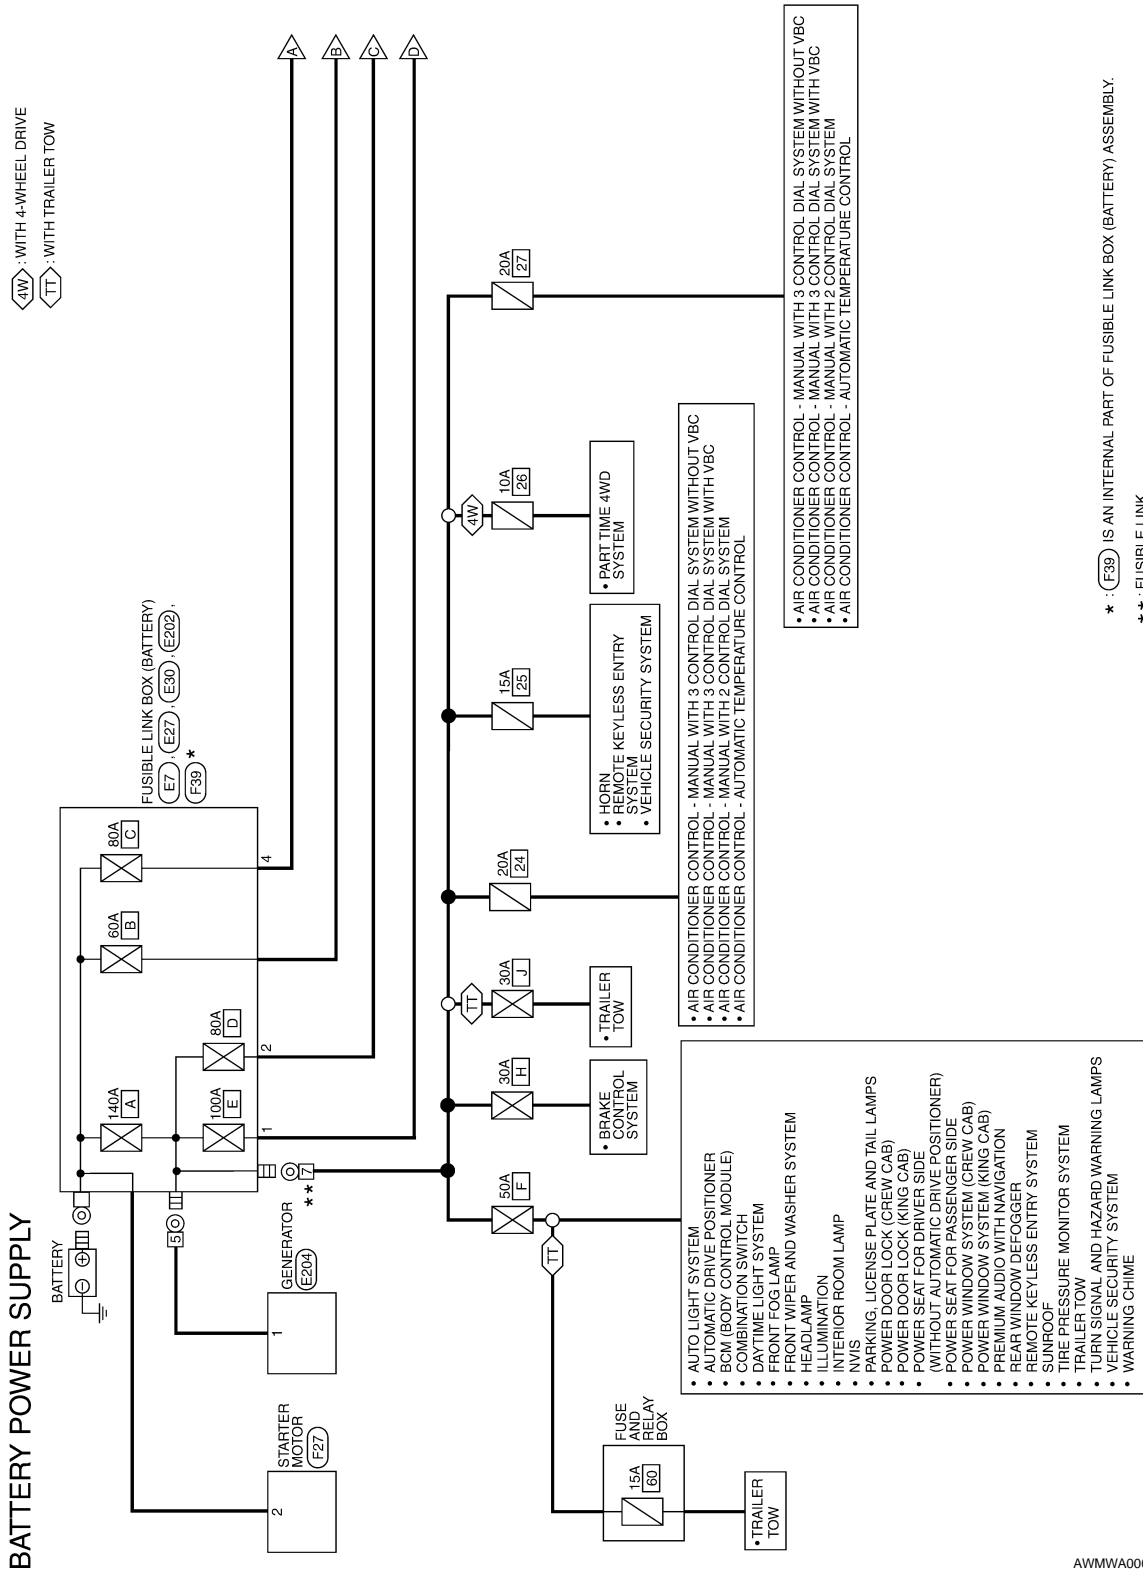 BATTERY POWER SUPPLY
4W : WITH 4-WHEEL DRIVE
TT : WITH TRAILER TOW
BATTERY
FUSIBLE LINK BOX (BATTERY)
E7 , E27 , E30 , E202 ,
F39 *
140A
A
60A
B
80A
C
100A
E
80A
D
5
7
**
1
2
4
A
B
C
D
STARTER
MOTOR
F27
2
GENERATOR
E204
1
50A
F
30A
H
30A
J
20A
24
15A
25
10A
26
20A
27
TT
TT
4W
FUSE
AND
RELAY
BOX
15A
60
• TRAILER
TOW
• BRAKE
CONTROL
SYSTEM
• TRAILER
TOW
• HORN
• REMOTE KEYLESS ENTRY
SYSTEM
• VEHICLE SECURITY SYSTEM
• PART TIME 4WD
SYSTEM
• AUTO LIGHT SYSTEM
• AUTOMATIC DRIVE POSITIONER
• BCM (BODY CONTROL MODULE)
• COMBINATION SWITCH
• DAYTIME LIGHT SYSTEM
• FRONT FOG LAMP
• FRONT WIPER AND WASHER SYSTEM
• HEADLAMP
• ILLUMINATION
• INTERIOR ROOM LAMP
• NVIS
• PARKING, LICENSE PLATE AND TAIL LAMPS
• POWER DOOR LOCK (CREW CAB)
• POWER DOOR LOCK (KING CAB)
• POWER SEAT FOR DRIVER SIDE
(WITHOUT AUTOMATIC DRIVE POSITIONER)
• POWER SEAT FOR PASSENGER SIDE
• POWER WINDOW SYSTEM (CREW CAB)
• POWER WINDOW SYSTEM (KING CAB)
• PREMIUM AUDIO WITH NAVIGATION
• REAR WINDOW DEFOGGER
• REMOTE KEYLESS ENTRY SYSTEM
• SUNROOF
• TIRE PRESSURE MONITOR SYSTEM
• TRAILER TOW
• TURN SIGNAL AND HAZARD WARNING LAMPS
• VEHICLE SECURITY SYSTEM
• WARNING CHIME
• AIR CONDITIONER CONTROL - MANUAL WITH 3 CONTROL DIAL SYSTEM WITHOUT VBC
• AIR CONDITIONER CONTROL - MANUAL WITH 3 CONTROL DIAL SYSTEM WITH VBC
• AIR CONDITIONER CONTROL - MANUAL WITH 2 CONTROL DIAL SYSTEM
• AIR CONDITIONER CONTROL - AUTOMATIC TEMPERATURE CONTROL
• AIR CONDITIONER CONTROL - MANUAL WITH 3 CONTROL DIAL SYSTEM WITHOUT VBC
• AIR CONDITIONER CONTROL - MANUAL WITH 3 CONTROL DIAL SYSTEM WITH VBC
• AIR CONDITIONER CONTROL - MANUAL WITH 2 CONTROL DIAL SYSTEM
• AIR CONDITIONER CONTROL - AUTOMATIC TEMPERATURE CONTROL
* : F39 IS AN INTERNAL PART OF FUSIBLE LINK BOX (BATTERY) ASSEMBLY.
** : FUSIBLE LINK